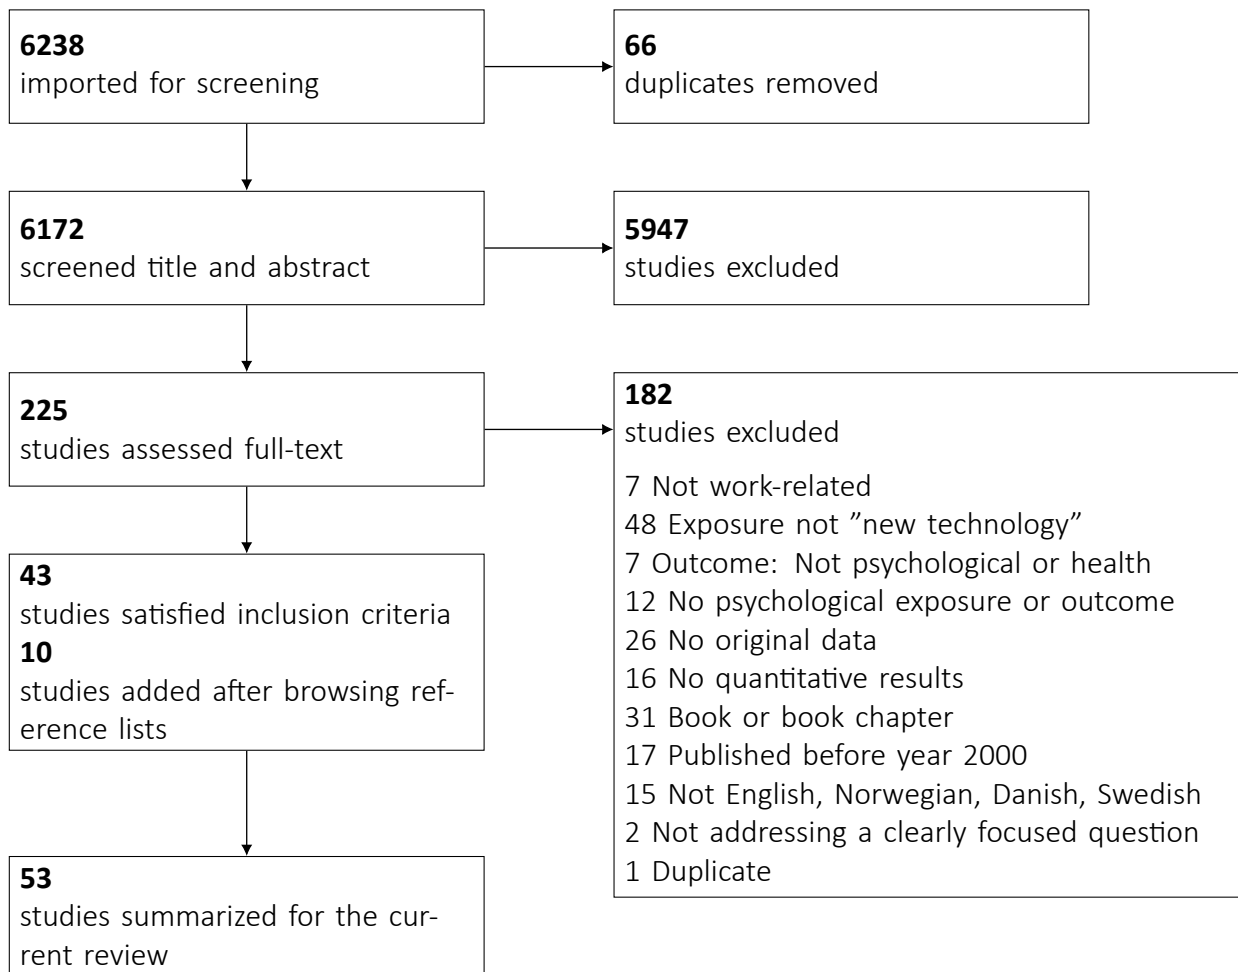 6238
imported for screening
66
duplicates removed
6172
screened title and abstract
5947
studies excluded
225
studies assessed full-text
182
studies excluded
7 Not work-related
48 Exposure not ”new technology”
7 Outcome: Not psychological or health
12 No psychological exposure or outcome
26 No original data
16 No quantitative results
31 Book or book chapter
17 Published before year 2000
15 Not English, Norwegian, Danish, Swedish
2 Not addressing a clearly focused question
1 Duplicate
43
studies satisfied inclusion criteria
10
studies added after browsing ref-
erence lists
53
studies summarized for the cur-
rent review